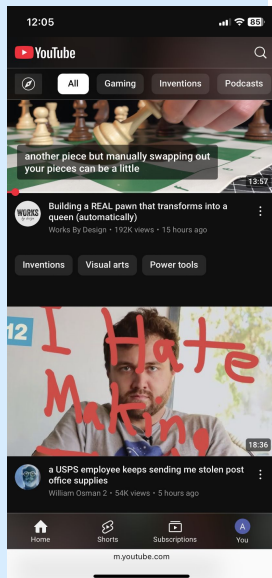 12:05
85
YouTube
All
Gaming
Inventions
Podcasts
another piece but manually swapping out
your pieces can be a little
13:57
WORKS
Building a REAL pawn that transforms into a
queen (automatically)
Works By Design • 192K views • 15 hours ago
Inventions
Visual arts
Power tools
12
I Hate
Making
18:36
a USPS employee keeps sending me stolen post
office supplies
William Osman 2 • 54K views • 5 hours ago
Home
Shorts
Subscriptions
A
You
m.youtube.com